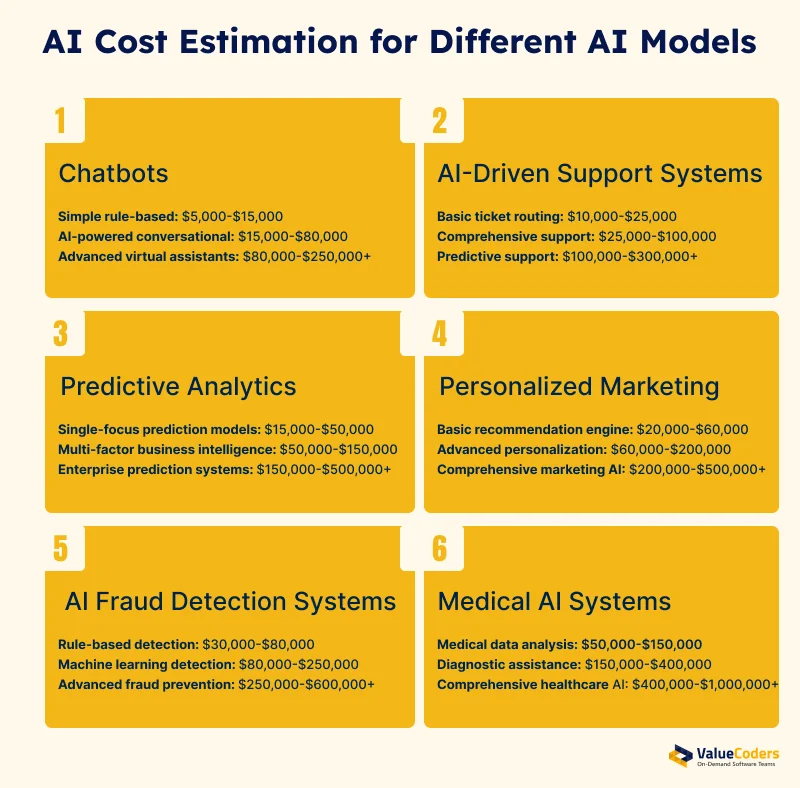 AI Cost Estimation for Different AI Models
1
Chatbots
Simple rule-based: $5,000-$15,000
AI-powered conversational: $15,000-$80,000
Advanced virtual assistants: $80,000-$250,000+
2
AI-Driven Support Systems
Basic ticket routing: $10,000-$25,000
Comprehensive support: $25,000-$100,000
Predictive support: $100,000-$300,000+
3
Predictive Analytics
Single-focus prediction models: $15,000-$50,000
Multi-factor business intelligence: $50,000-$150,000
Enterprise prediction systems: $150,000-$500,000+
4
Personalized Marketing
Basic recommendation engine: $20,000-$60,000
Advanced personalization: $60,000-$200,000
Comprehensive marketing AI: $200,000-$500,000+
5
AI Fraud Detection Systems
Rule-based detection: $30,000-$80,000
Machine learning detection: $80,000-$250,000
Advanced fraud prevention: $250,000-$600,000+
6
Medical AI Systems
Medical data analysis: $50,000-$150,000
Diagnostic assistance: $150,000-$400,000
Comprehensive healthcare AI: $400,000-$1,000,000+
ValueCoders
On-Demand Software Teams